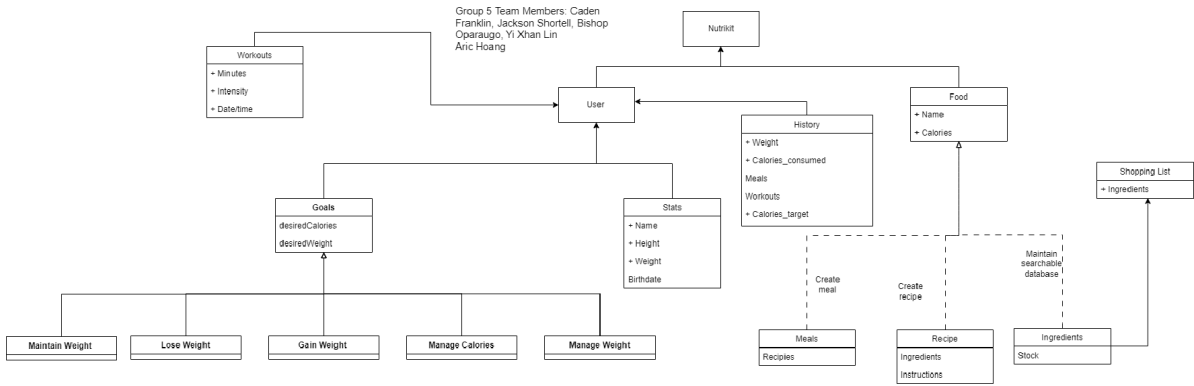 Group 5 Team Members: Caden
Franklin, Jackson Shortell, Bishop
Oparaugo, Yi Xhan Lin
Aric Hoang
Nutrikit
Workouts
+ Minutes
+ Intensity
+ Date/time
User
Food
+ Name
+ Calories
History
+ Weight
+ Calories_consumed
Meals
Workouts
+ Calories_target
Shopping List
+ Ingredients
Goals
desiredCalories
desiredWeight
Stats
+ Name
+ Height
+ Weight
Birthdate
Create
meal
Create
recipe
Maintain
searchable
database
Maintain Weight
Lose Weight
Gain Weight
Manage Calories
Manage Weight
Meals
Recipies
Recipe
Ingredients
Instructions
Ingredients
Stock